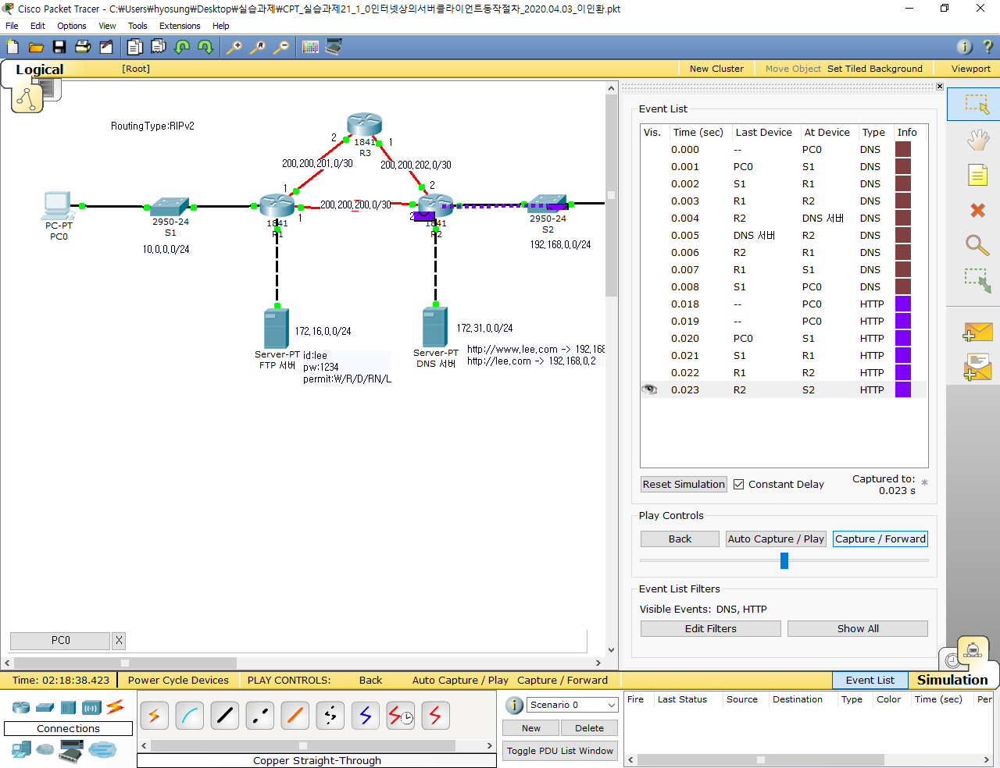 Cisco Packet Tracer - C:₩Users₩hyosung₩Desktop₩실습과제₩CPT_실습과제21_1_0인터넷상의서버클라이언트동작절차_2020.04.03_이인환.pkt
File Edit Options View Tools Extensions Help
Logical [Root] New Cluster Move Object Set Tiled Background Viewport
RoutingType:RIPv2
2
1841
R3
1
200,200,201,0/30
200,200,202,0/30
1
2
200,200,200,0/30
PC-PT
PC0
2950-24
S1
1841
R1
1
2
1841
R2
2950-24
S2
10,0,0,0/24
192,168,0,0/24
172,16,0,0/24
172,31,0,0/24
Server-PT
FTP 서버
id:lee
pw:1234
permit:W/R/D/RN/L
Server-PT
DNS 서버
http://www,lee,com -> 192,168
http://lee,com -> 192,168,0,2
PC0 X
Event List
Vis. Time (sec) Last Device At Device Type Info
0.000 -- PC0 DNS
0.001 PC0 S1 DNS
0.002 S1 R1 DNS
0.003 R1 R2 DNS
0.004 R2 DNS 서버 DNS
0.005 DNS 서버 R2 DNS
0.006 R2 R1 DNS
0.007 R1 S1 DNS
0.008 S1 PC0 DNS
0.018 -- PC0 HTTP
0.019 -- PC0 HTTP
0.020 PC0 S1 HTTP
0.021 S1 R1 HTTP
0.022 R1 R2 HTTP
0.023 R2 S2 HTTP
Reset Simulation Constant Delay Captured to: *
0.023 s
Play Controls
Back Auto Capture / Play Capture / Forward
Event List Filters
Visible Events: DNS, HTTP
Edit Filters Show All
Time: 02:18:38.423 Power Cycle Devices PLAY CONTROLS: Back Auto Capture / Play Capture / Forward Event List Simulation
Connections
Copper Straight-Through
Scenario 0
New Delete
Toggle PDU List Window
Fire Last Status Source Destination Type Color Time (sec) Per